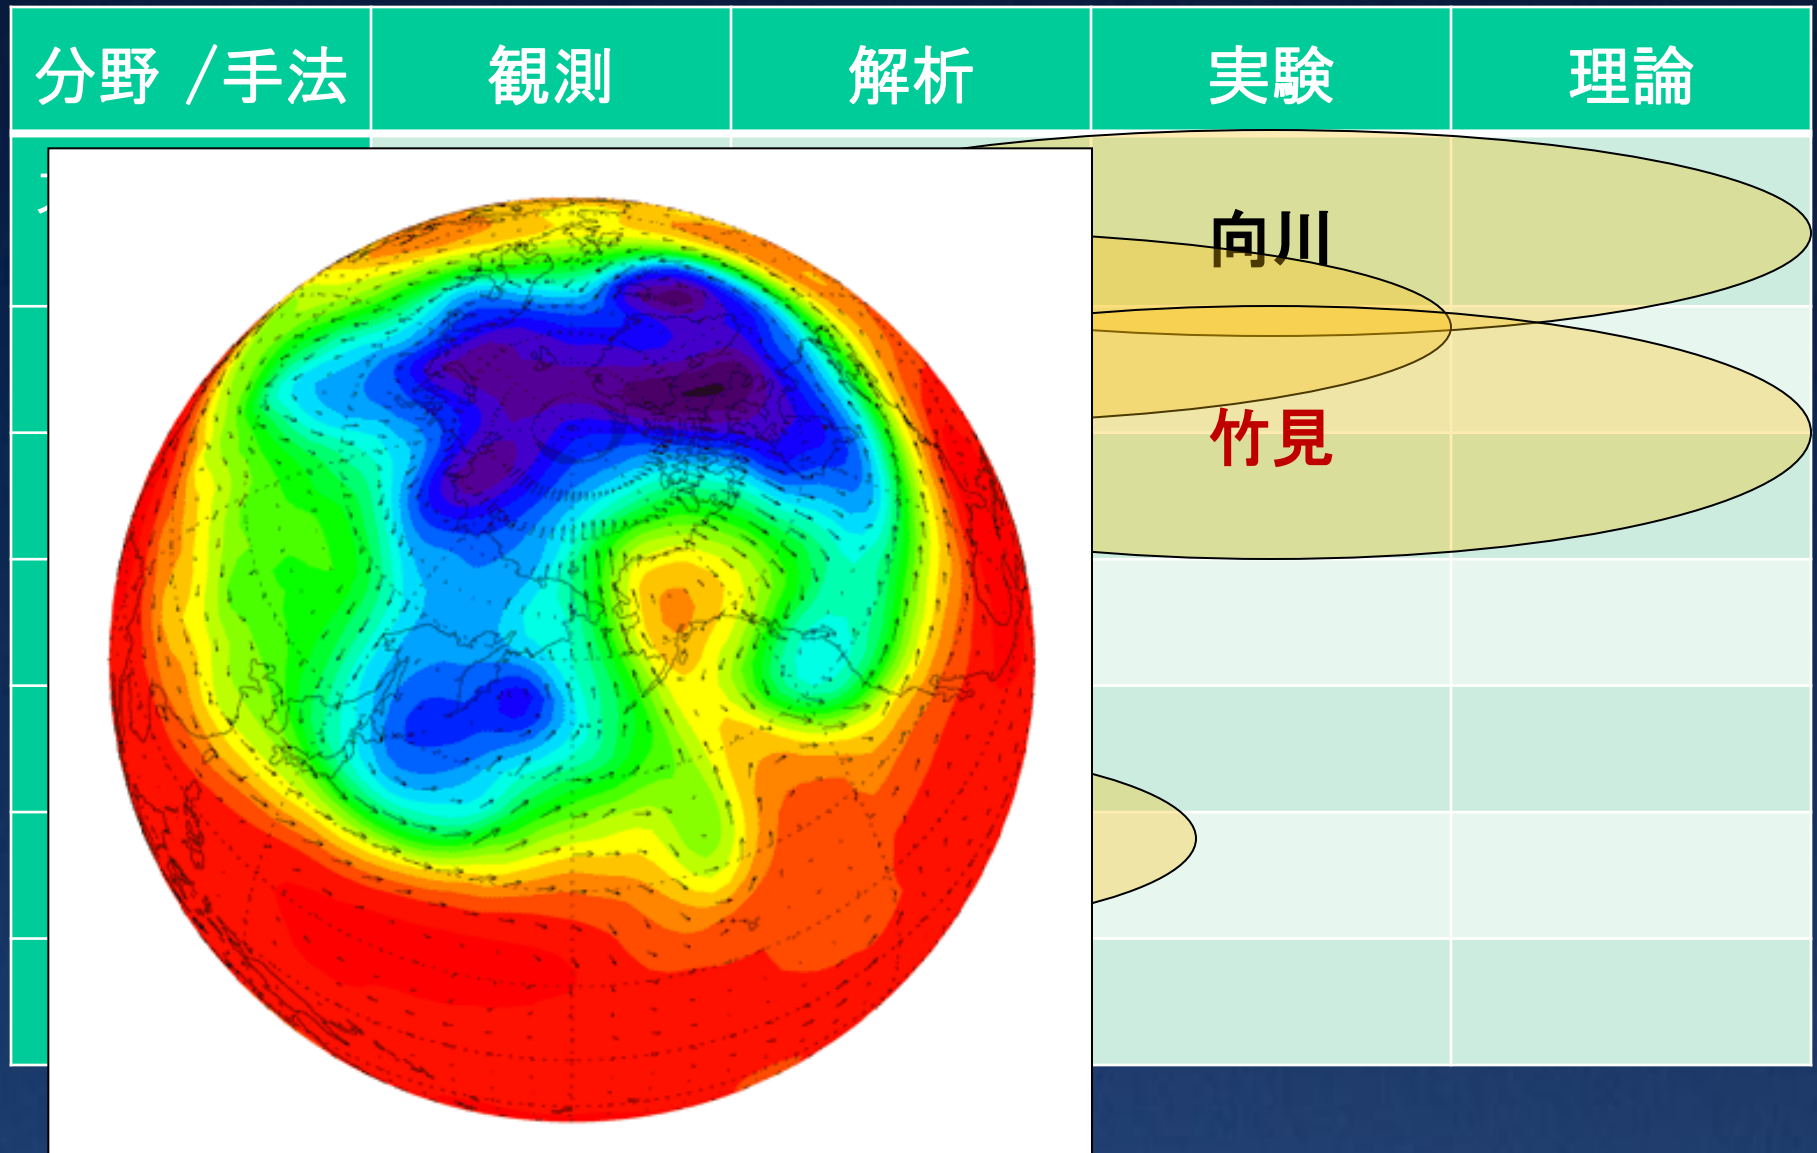 分野 /手法
観測
解析
実験
理論
向川
竹見